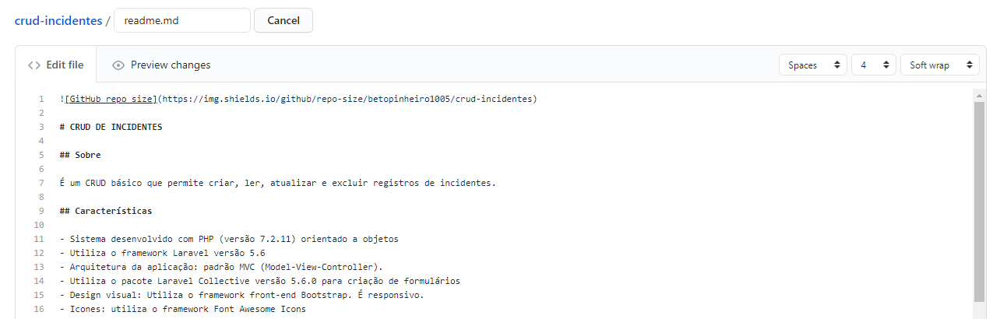 crud-incidentes / readme.md Cancel
Edit file Preview changes Spaces 4 Soft wrap
1 ![GitHub repo size](https://img.shields.io/github/repo-size/betopinheiro1005/crud-incidentes)
2
3 # CRUD DE INCIDENTES
4
5 ## Sobre
6
7 É um CRUD básico que permite criar, ler, atualizar e excluir registros de incidentes.
8
9 ## Características
10
11 - Sistema desenvolvido com PHP (versão 7.2.11) orientado a objetos
12 - Utiliza o framework Laravel versão 5.6
13 - Arquitetura da aplicação: padrão MVC (Model-View-Controller).
14 - Utiliza o pacote Laravel Collective versão 5.6.0 para criação de formulários
15 - Design visual: Utiliza o framework front-end Bootstrap. É responsivo.
16 - Icones: utiliza o framework Font Awesome Icons